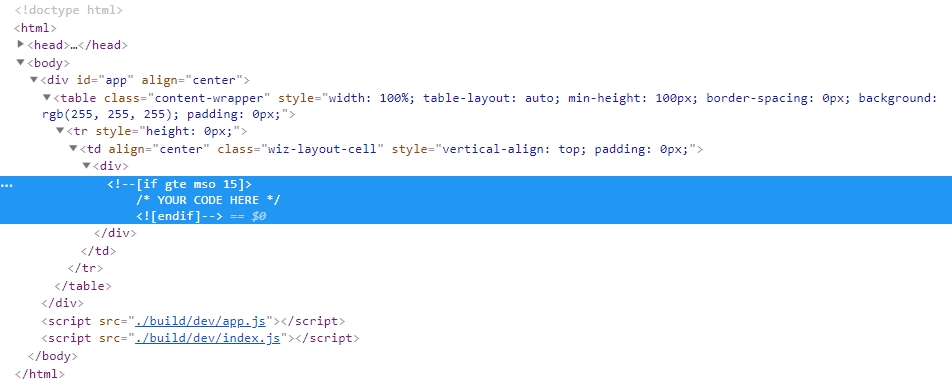 <!doctype html>
<html>
<head>…</head>
<body>
<div id="app" align="center">
<table class="content-wrapper" style="width: 100%; table-layout: auto; min-height: 100px; border-spacing: 0px; background:
rgb(255, 255, 255); padding: 0px;">
<tr style="height: 0px;">
<td align="center" class="wiz-layout-cell" style="vertical-align: top; padding: 0px;">
<div>
… <!--[if gte mso 15]>
/* YOUR CODE HERE */
<![endif]--> == $0
</div>
</td>
</tr>
</table>
</div>
<script src="./build/dev/app.js"></script>
<script src="./build/dev/index.js"></script>
</body>
</html>